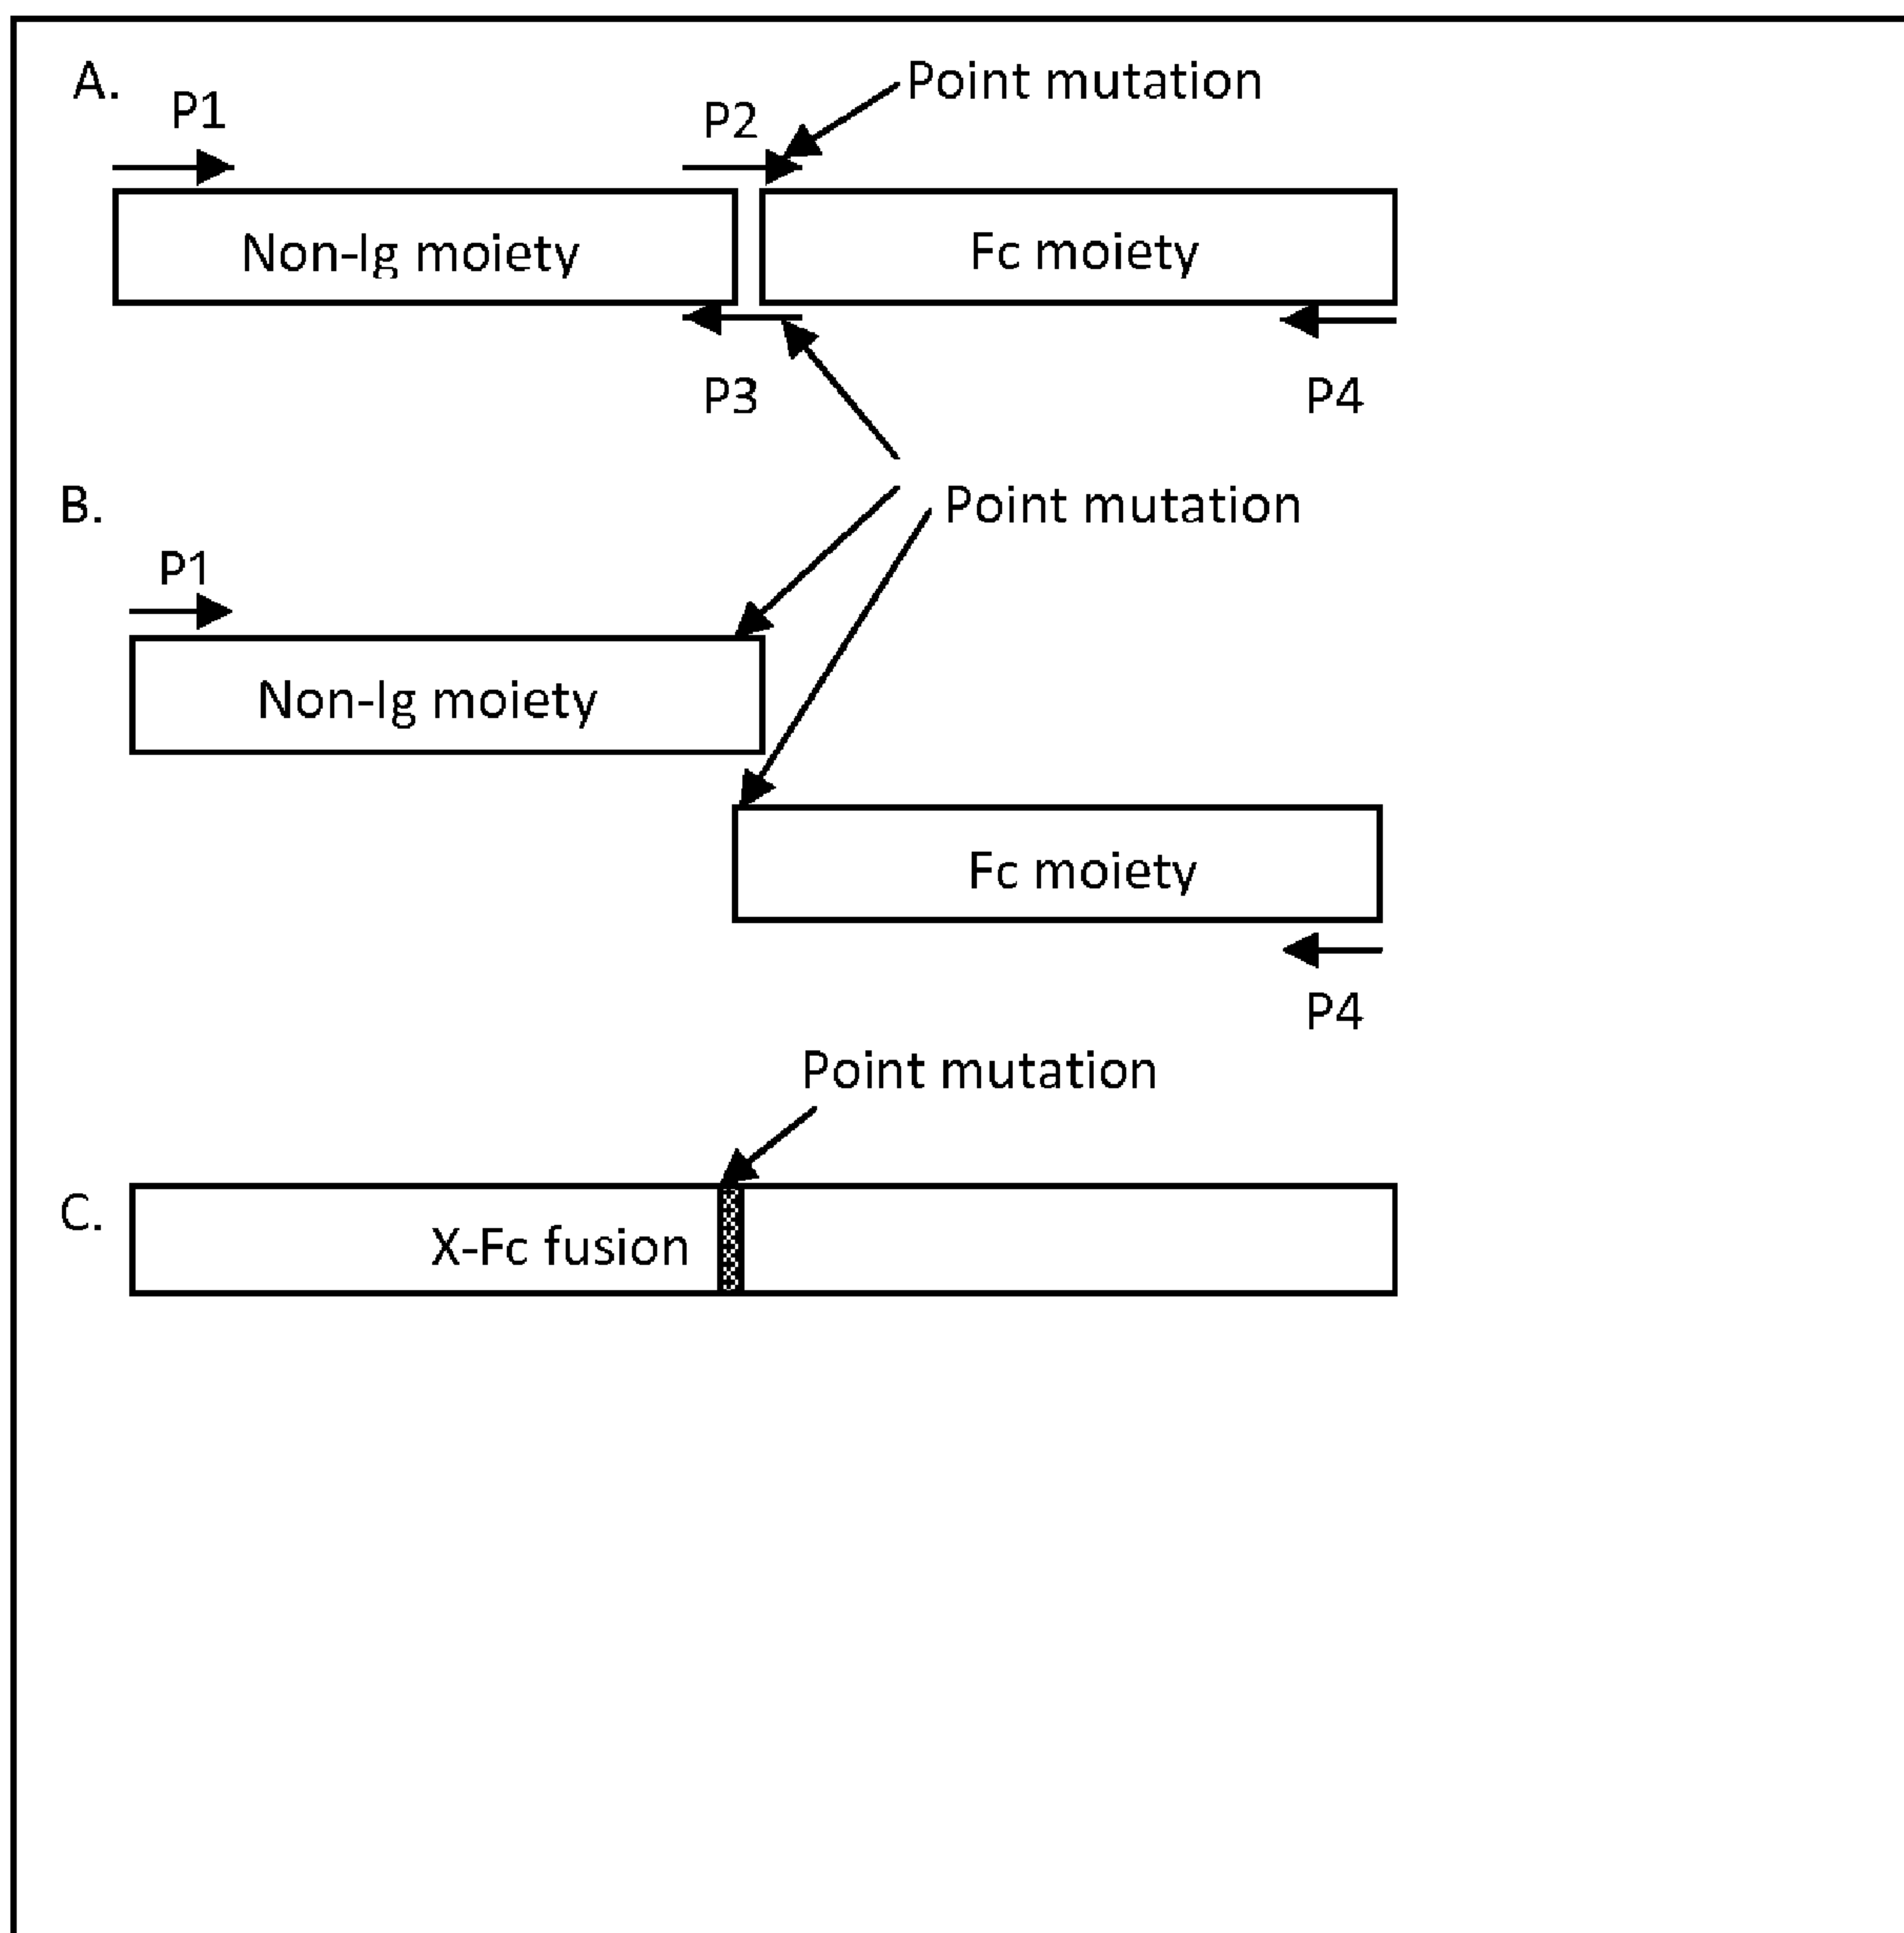 A.
P1
P2
Point mutation
Non-Ig moiety
Fc moiety
P3
P4
B.
Point mutation
P1
Non-Ig moiety
Fc moiety
P4
Point mutation
C.
X-Fc fusion